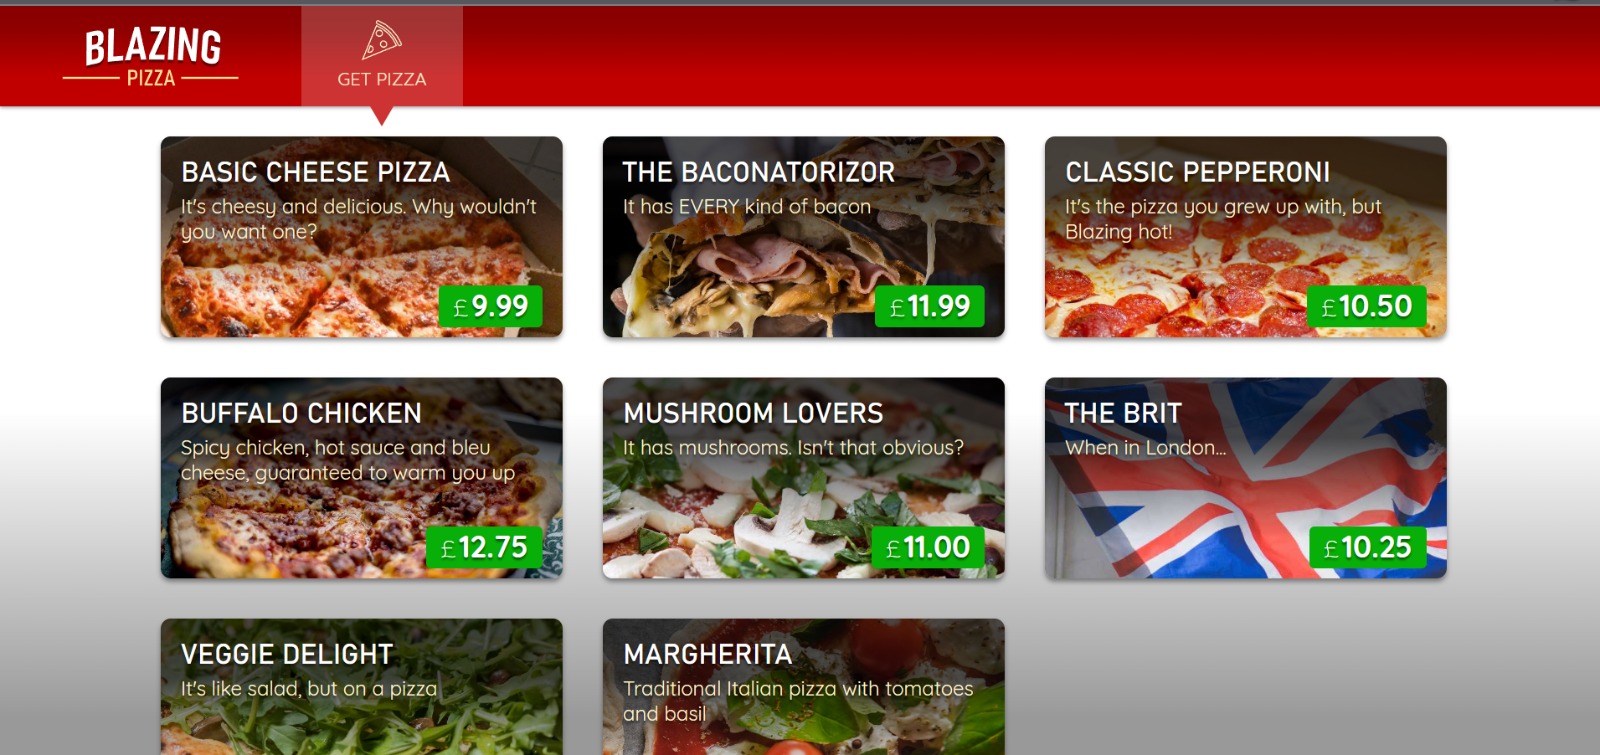 BLAZING
PIZZA
GET PIZZA
BASIC CHEESE PIZZA
It's cheesy and delicious. Why wouldn't
you want one?
£9.99
THE BACONATORIZOR
It has EVERY kind of bacon
£11.99
CLASSIC PEPPERONI
It's the pizza you grew up with, but
Blazing hot!
£10.50
BUFFALO CHICKEN
Spicy chicken, hot sauce and bleu
cheese, guaranteed to warm you up
£12.75
MUSHROOM LOVERS
It has mushrooms. Isn't that obvious?
£11.00
THE BRIT
When in London...
£10.25
VEGGIE DELIGHT
It's like salad, but on a pizza
MARGHERITA
Traditional Italian pizza with tomatoes
and basil